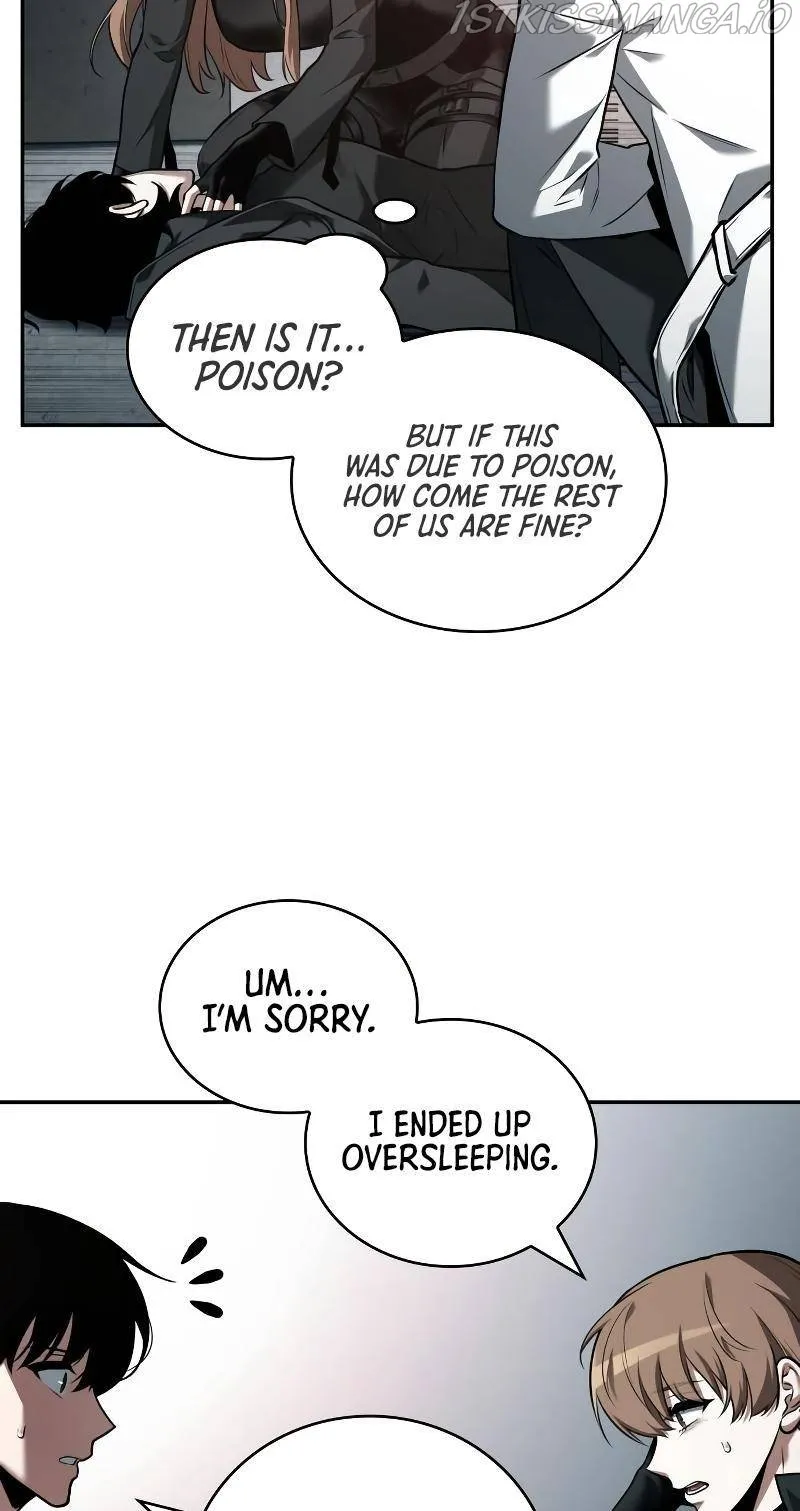 1STKISSMANGA.IO
THEN IS IT...
POISON?
BUT IF THIS
WAS DUE TO POISON,
HOW COME THE REST
OF US ARE FINE?
UM...
I'M SORRY.
I ENDED UP
OVERSLEEPING.